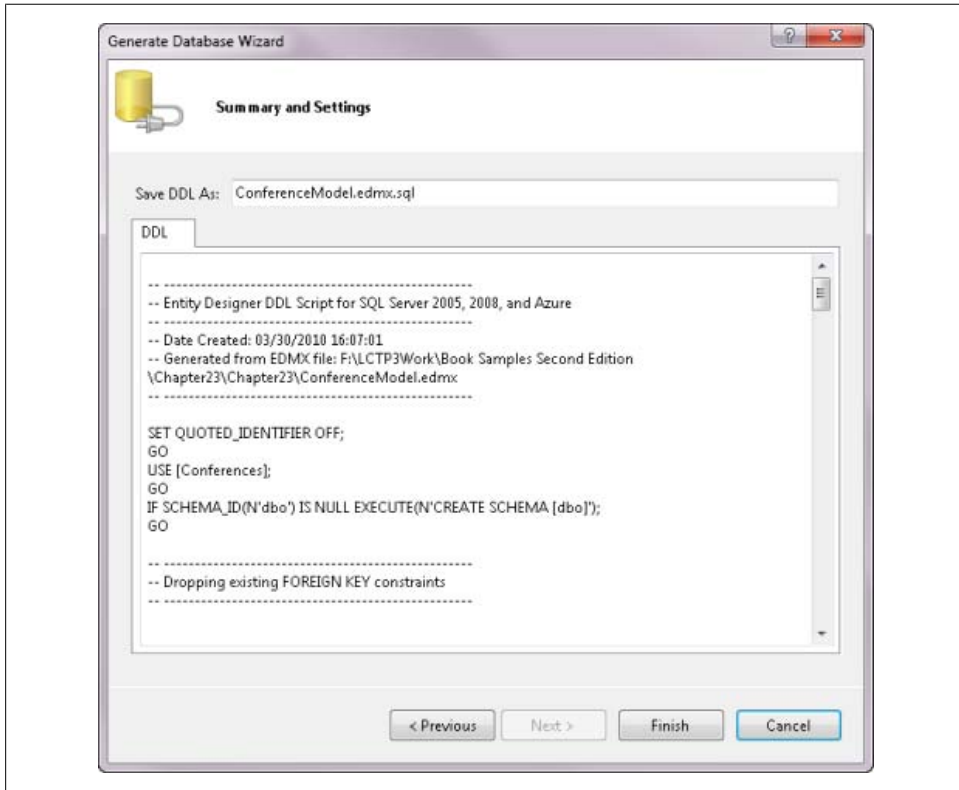 Generate Database Wizard
Summary and Settings
Save DDL As: ConferenceModel.edmx.sql
DDL
-- --------------------------------------------------
-- Entity Designer DDL Script for SQL Server 2005, 2008, and Azure
-- --------------------------------------------------
-- Date Created: 03/30/2010 16:07:01
-- Generated from EDMX file: F:\LCTP3Work\Book Samples Second Edition
\Chapter23\Chapter23\ConferenceModel.edmx
-- --------------------------------------------------
SET QUOTED_IDENTIFIER OFF;
GO
USE [Conferences];
GO
IF SCHEMA_ID(N'dbo') IS NULL EXECUTE(N'CREATE SCHEMA [dbo]');
GO
-- --------------------------------------------------
-- Dropping existing FOREIGN KEY constraints
-- --------------------------------------------------
< Previous Next > Finish Cancel